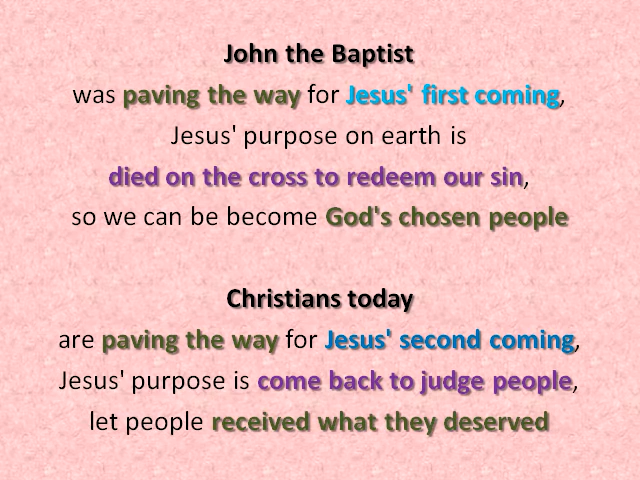 John the Baptist
was paving the way for Jesus' first coming,
Jesus' purpose on earth is
died on the cross to redeem our sin,
so we can be become God's chosen people
Christians today
are paving the way for Jesus' second coming,
Jesus' purpose is come back to judge people,
let people received what they deserved